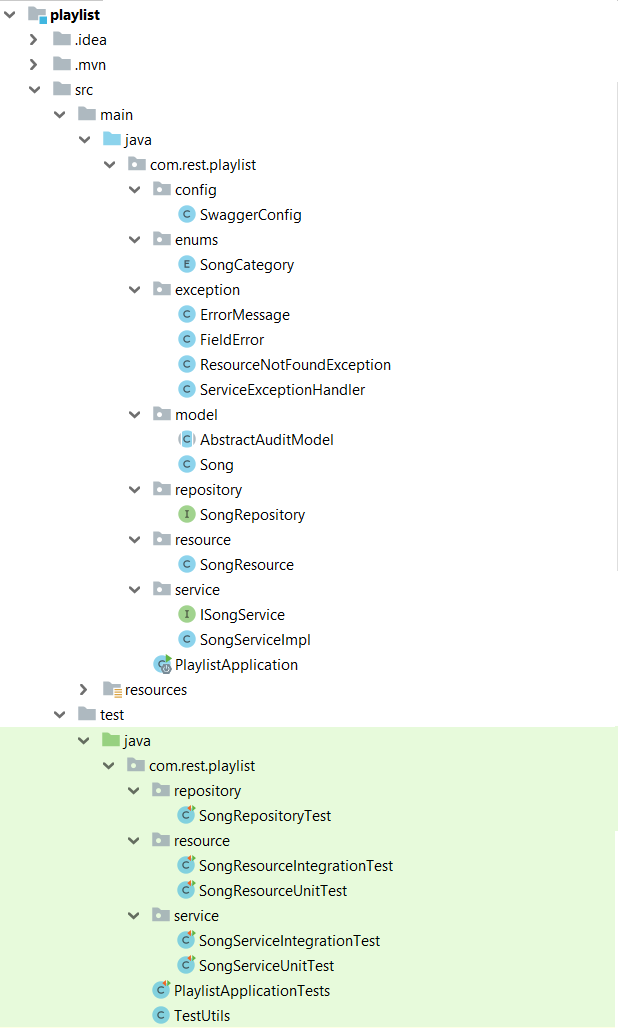 playlist
.idea
.mvn
src
main
java
com.rest.playlist
config
C SwaggerConfig
enums
E SongCategory
exception
C ErrorMessage
C FieldError
C ResourceNotFoundException
C ServiceExceptionHandler
model
C AbstractAuditModel
C Song
repository
I SongRepository
resource
C SongResource
service
I ISongService
C SongServiceImpl
C PlaylistApplication
resources
test
java
com.rest.playlist
repository
C SongRepositoryTest
resource
C SongResourceIntegrationTest
C SongResourceUnitTest
service
C SongServiceIntegrationTest
C SongServiceUnitTest
C PlaylistApplicationTests
C TestUtils